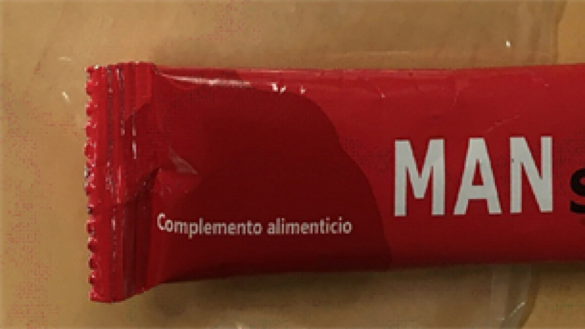 MAN
Complemento alimenticio